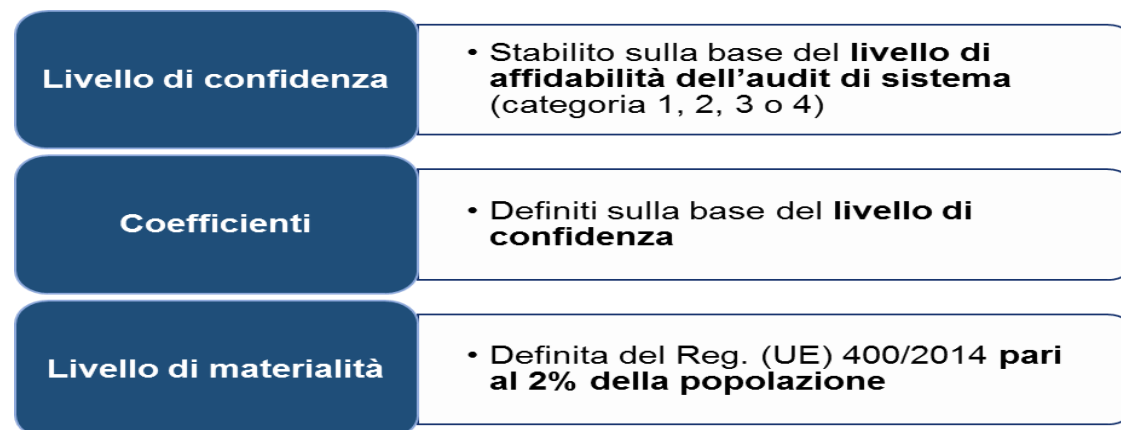 Livello di confidenza
• Stabilito sulla base del livello di
affidabilità dell'audit di sistema
(categoria 1, 2, 3 o 4)
Coefficienti
• Definiti sulla base del livello di
confidenza
Livello di materialità
• Definita del Reg. (UE) 400/2014 pari
al 2% della popolazione